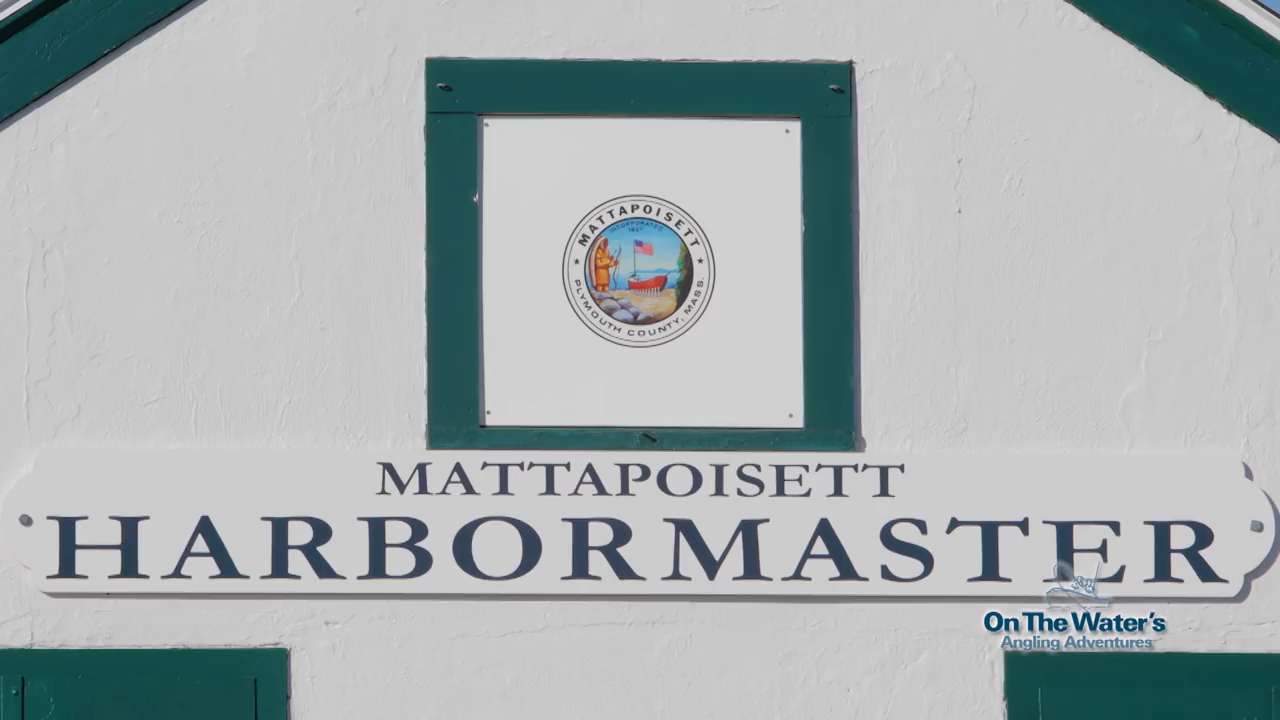 MATTAPOISETT
INCORPORATED
1857
PLYMOUTH COUNTY, MASS.
MATTAPOISETT
HARBORMASTER
On The Water's
Angling Adventures